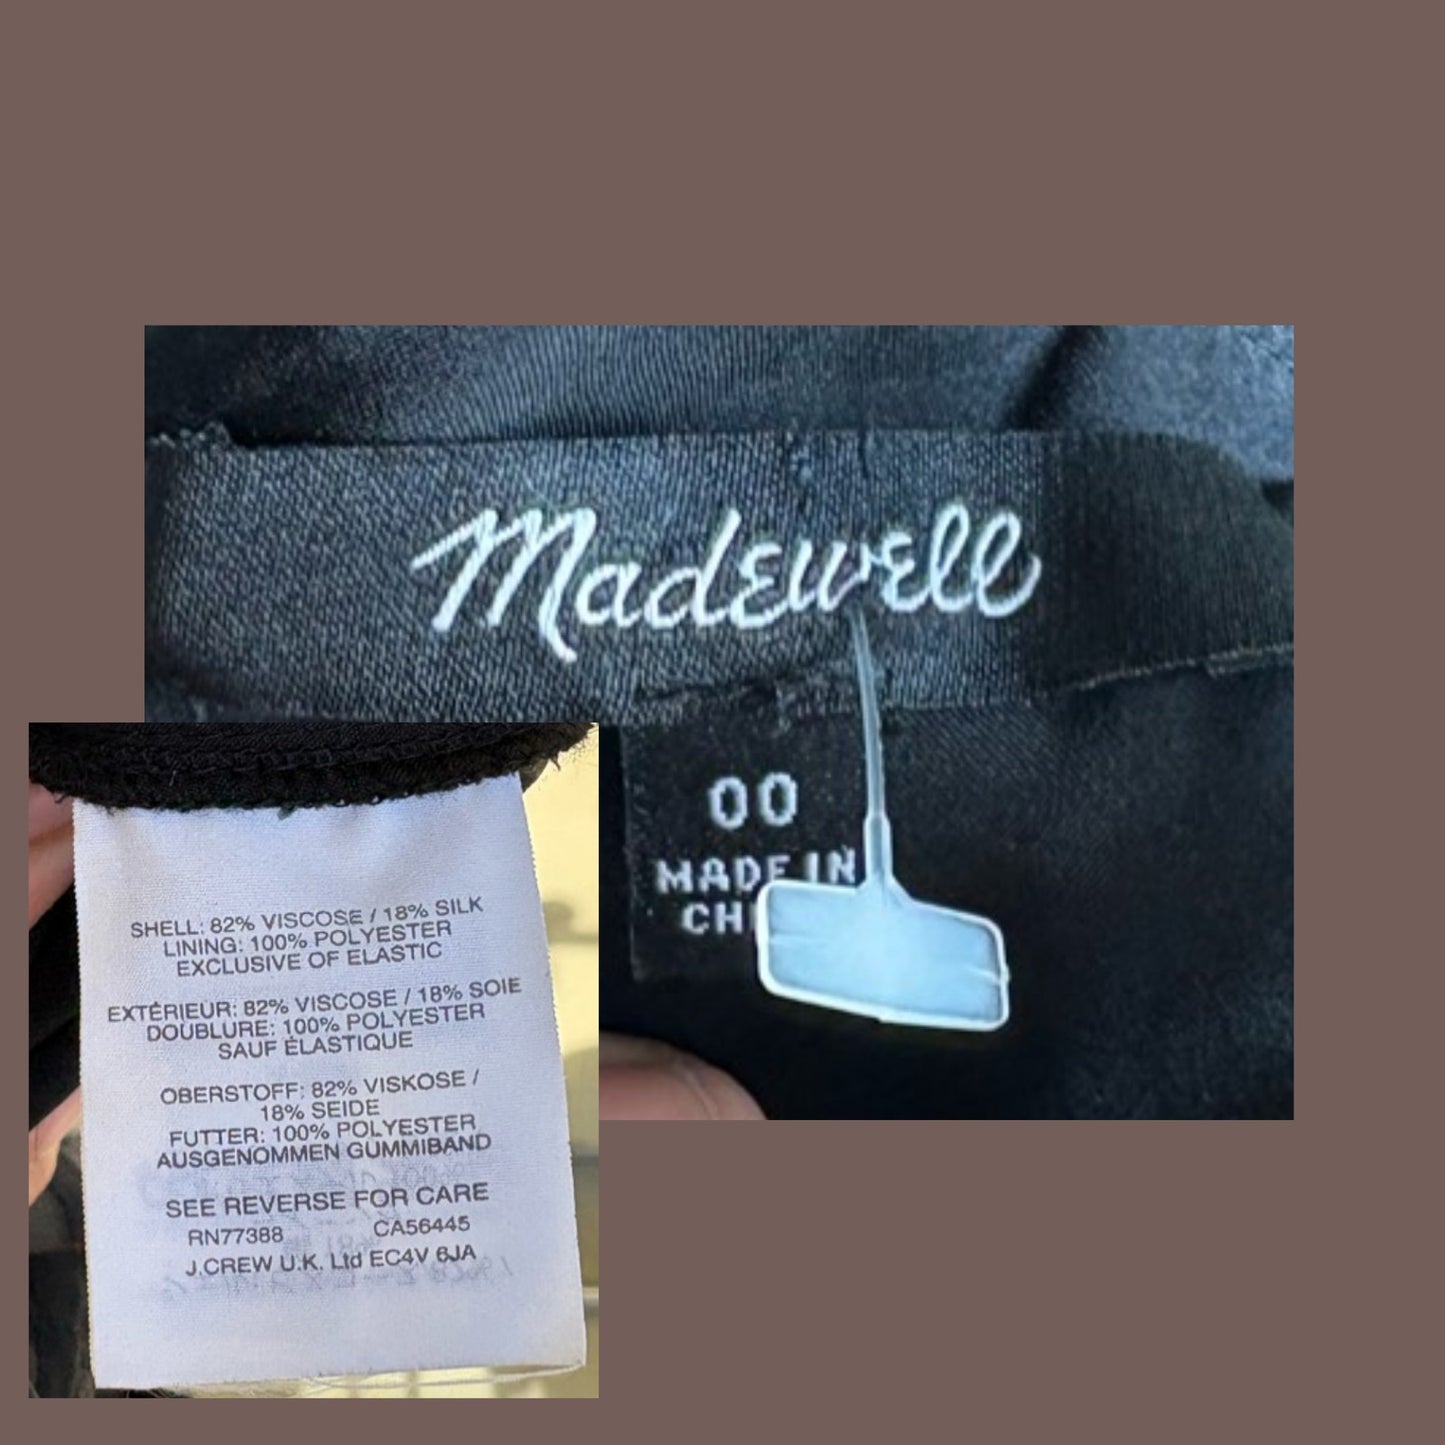 Madewell
00
MADE IN
SHELL: 82% VISCOSE / 18% SILK
LINING: 100% POLYESTER
EXCLUSIVE OF ELASTIC
EXTÉRIEUR: 82% VISCOSE / 18% SOIE
DOUBLURE: 100% POLYESTER
SAUF ÉLASTIQUE
OBERSTOFF: 82% VISKOSE /
18% SEIDE
FUTTER: 100% POLYESTER
AUSGENOMMEN GUMMIBAND
SEE REVERSE FOR CARE
RN77388 CA56445
J.CREW U.K. Ltd EC4V 6JA